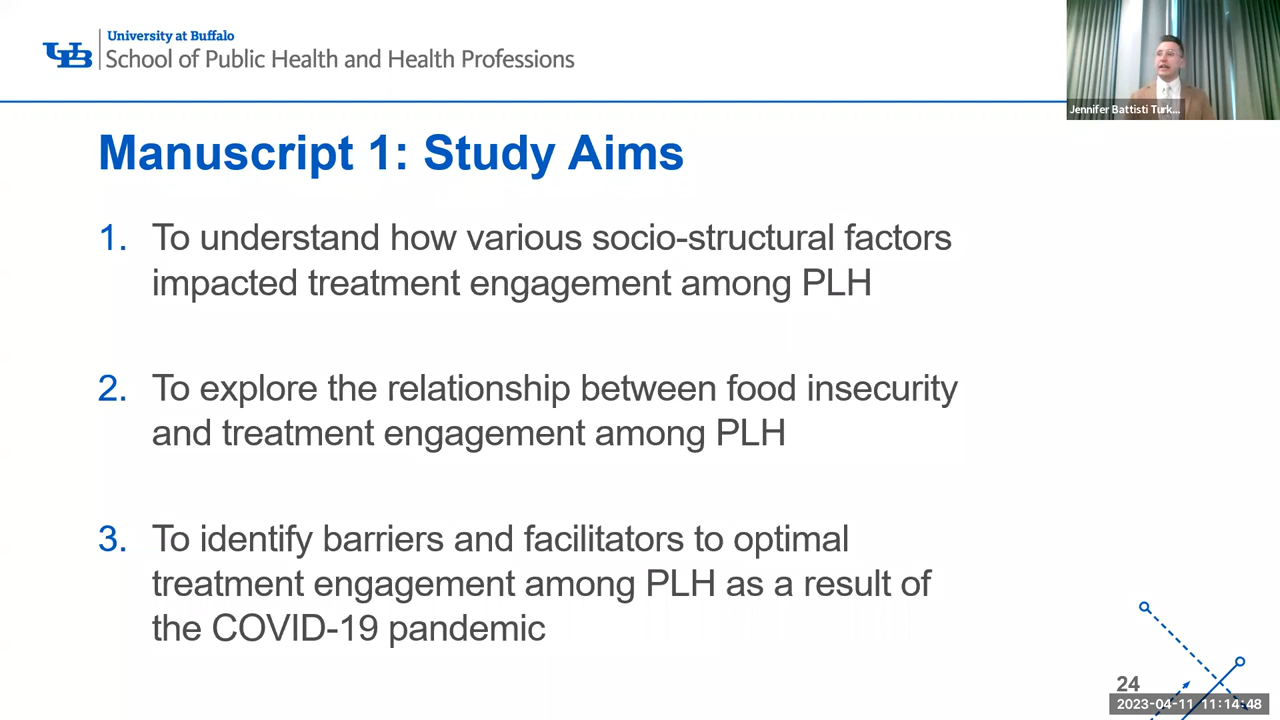 University at Buffalo
School of Public Health and Health Professions
Jennifer Battisti Turk...
Manuscript 1: Study Aims
1. To understand how various socio-structural factors
impacted treatment engagement among PLH
2. To explore the relationship between food insecurity
and treatment engagement among PLH
3. To identify barriers and facilitators to optimal
treatment engagement among PLH as a result of
the COVID-19 pandemic
24
2023-04-11 11:14:48